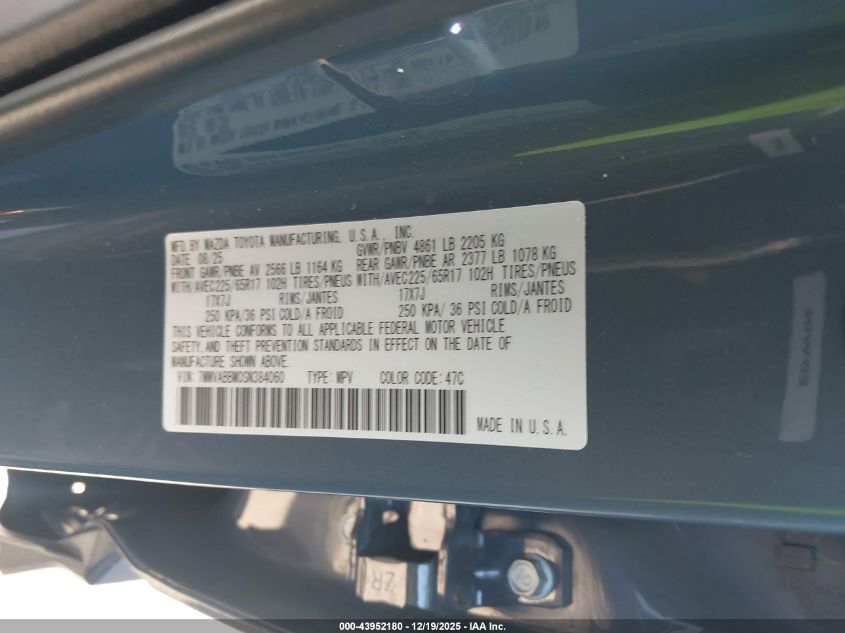 MFD. BY MAZDA TOYOTA MANUFACTURING, U.S.A., INC.
DATE 08/25 GVWR/PNBV 4861 LB 2205 KG
FRONT GAWR/PNBE AV 2566 LB 1164 KG REAR GAWR/PNBE AR 2377 LB 1078 KG
WITH/AVEC225/65R17 102H TIRES/PNEUS WITH/AVEC225/65R17 102H TIRES/PNEUS
17X7J RIMS/JANTES 17X7J RIMS/JANTES
250 KPA/36 PSI COLD/A FROID 250 KPA/ 36 PSI COLD/A FROID
THIS VEHICLE CONFORMS TO ALL APPLICABLE FEDERAL MOTOR VEHICLE
SAFETY, AND THEFT PREVENTION STANDARDS IN EFFECT ON THE DATE OF
MANUFACTURE SHOWN ABOVE.
VIN: 7MMVABBW0SN384060 TYPE: MPV COLOR CODE: 47C
MADE IN U.S.A.
ZR
000-43952180 - 12/19/2025 - IAA Inc.